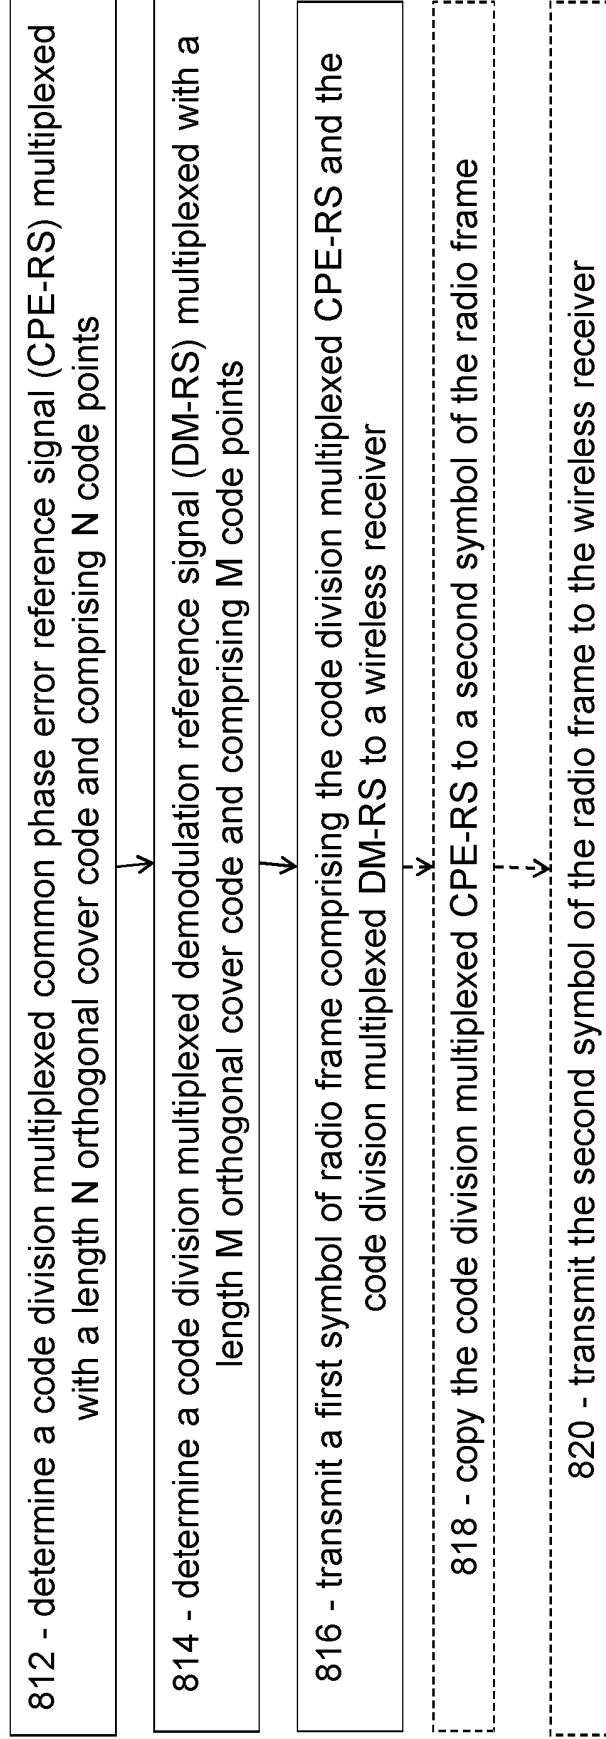 812 - determine a code division multiplexed common phase error reference signal (CPE-RS) multiplexed
with a length N orthogonal cover code and comprising N code points
814 - determine a code division multiplexed demodulation reference signal (DM-RS) multiplexed with a
length M orthogonal cover code and comprising M code points
816 - transmit a first symbol of radio frame comprising the code division multiplexed CPE-RS and the
code division multiplexed DM-RS to a wireless receiver
818 - copy the code division multiplexed CPE-RS to a second symbol of the radio frame
820 - transmit the second symbol of the radio frame to the wireless receiver